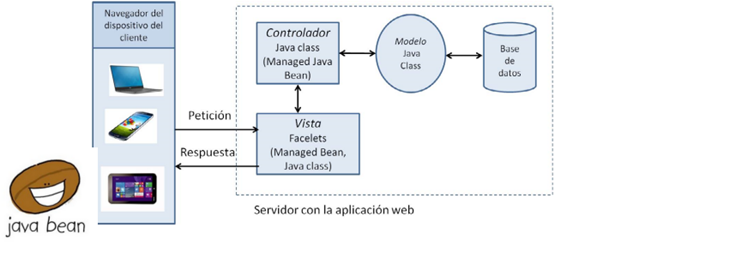 Navegador del
dispositivo del
cliente
Petición
Respuesta
java bean
Controlador
Java class
(Managed Java
Bean)
Modelo
Java
Class
Base
de
datos
Vista
Facelets
(Managed Bean,
Java class)
Servidor con la aplicación web